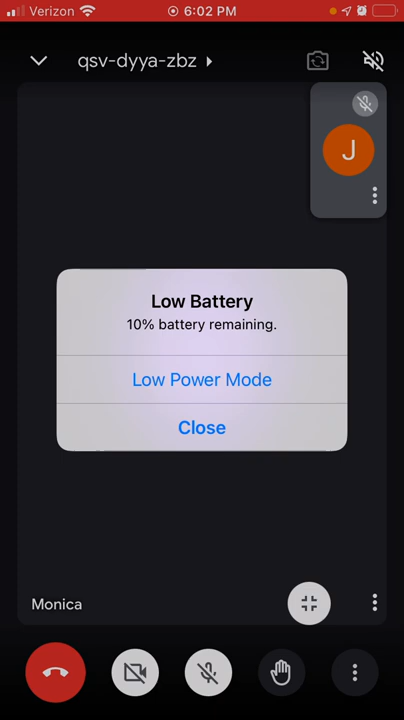 Verizon 6:02 PM
qsv-dyya-zbz
J
Low Battery
10% battery remaining.
Low Power Mode
Close
Monica